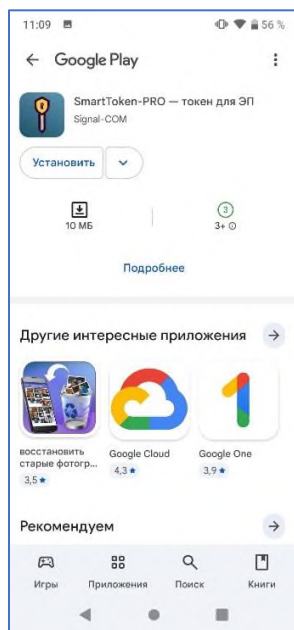 11:09 56 %
Google Play
SmartToken-PRO — токен для ЭП
Signal-COM
Установить
3
10 МБ 3+
Подробнее
Другие интересные приложения
восстановить Google Cloud Google One
старые фотогр... 4,3 ★ 3,9 ★
3,5 ★
Рекомендуем
Игры Приложения Поиск Книги